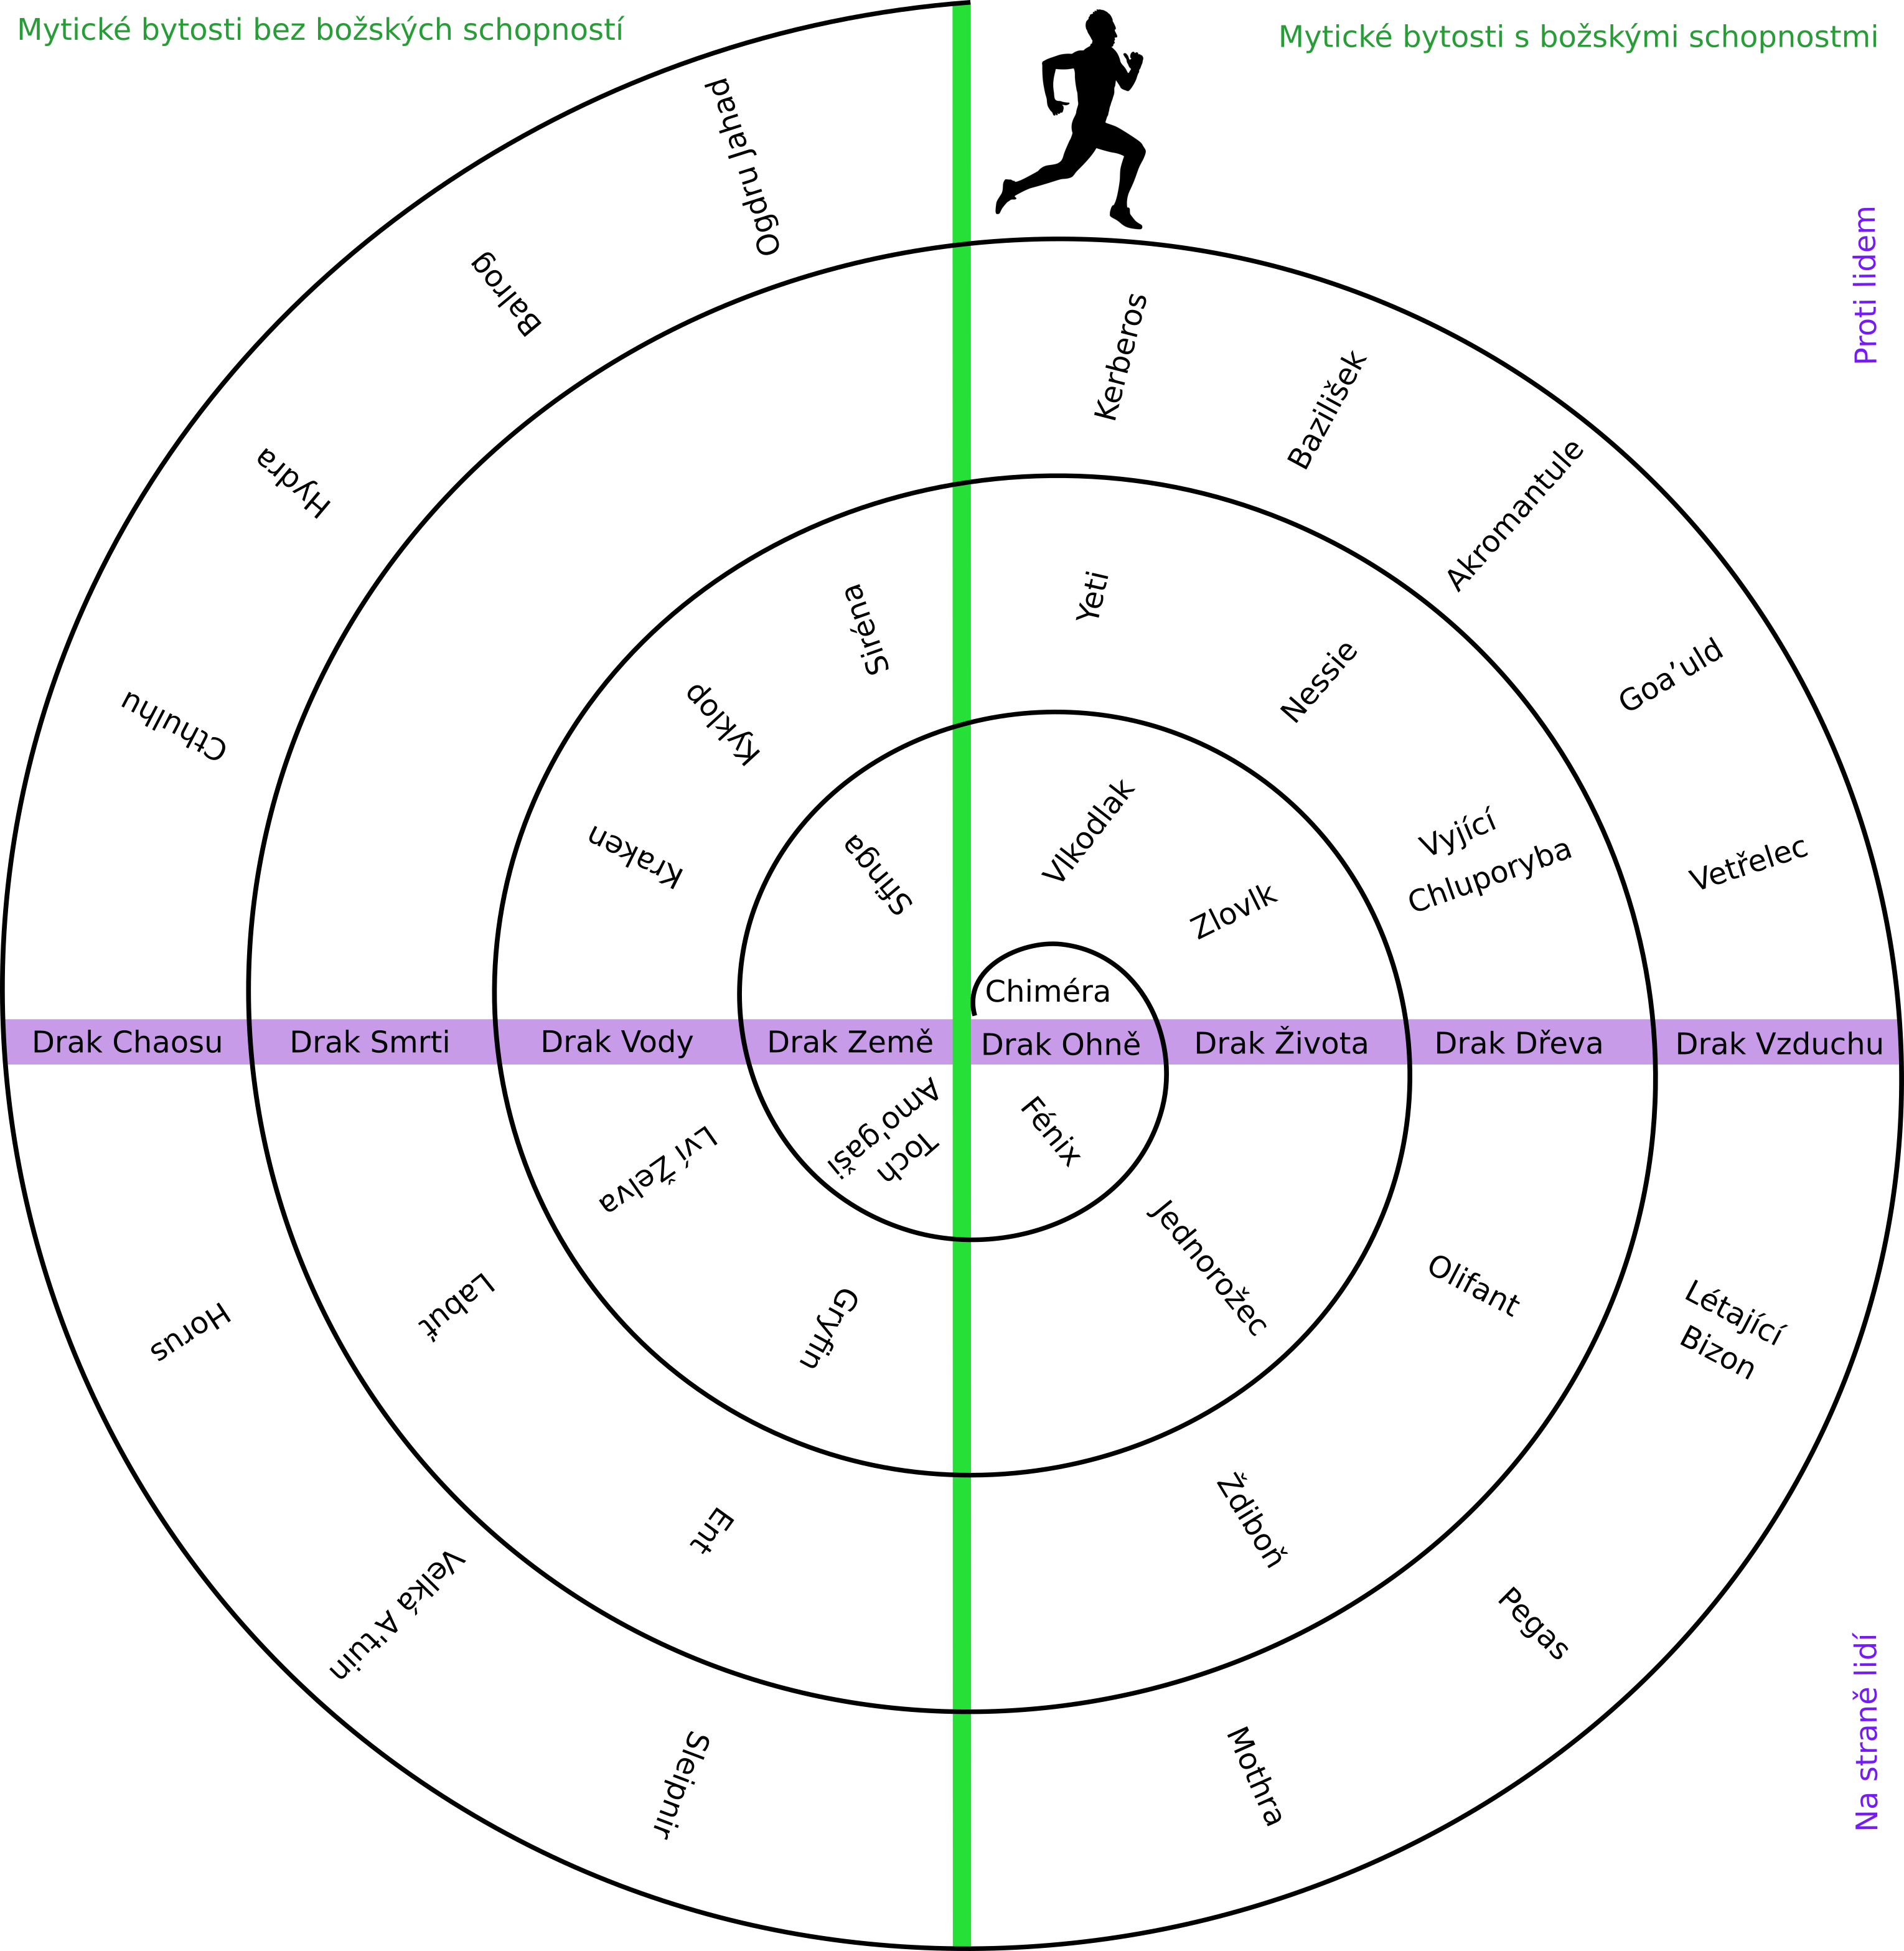 Mytické bytosti bez božských schopností
Mytické bytosti s božskými schopnostmi
Proti lidem
Ogdru Jahad
Balrog
Hydra
Cthulhu
Kerberos
Bazilišek
Akromantule
Goa’uld
Vetřelec
Siréna
Kyklop
Kraken
Yeti
Nessie
Vyjící
Chluporyba
Sfinga
Vlkodlak
Zlovlk
Chiméra
Drak Chaosu
Drak Smrti
Drak Vody
Drak Země
Drak Ohně
Drak Života
Drak Dřeva
Drak Vzduchu
Toch
Amo'gaši
Fénix
Lví Želva
Gryfin
Jednorožec
Labuť
Ent
Olifant
Ždiboň
Horus
Velká A'tuin
Sleipnir
Létající
Bizon
Pegas
Mothra
Na straně lidí